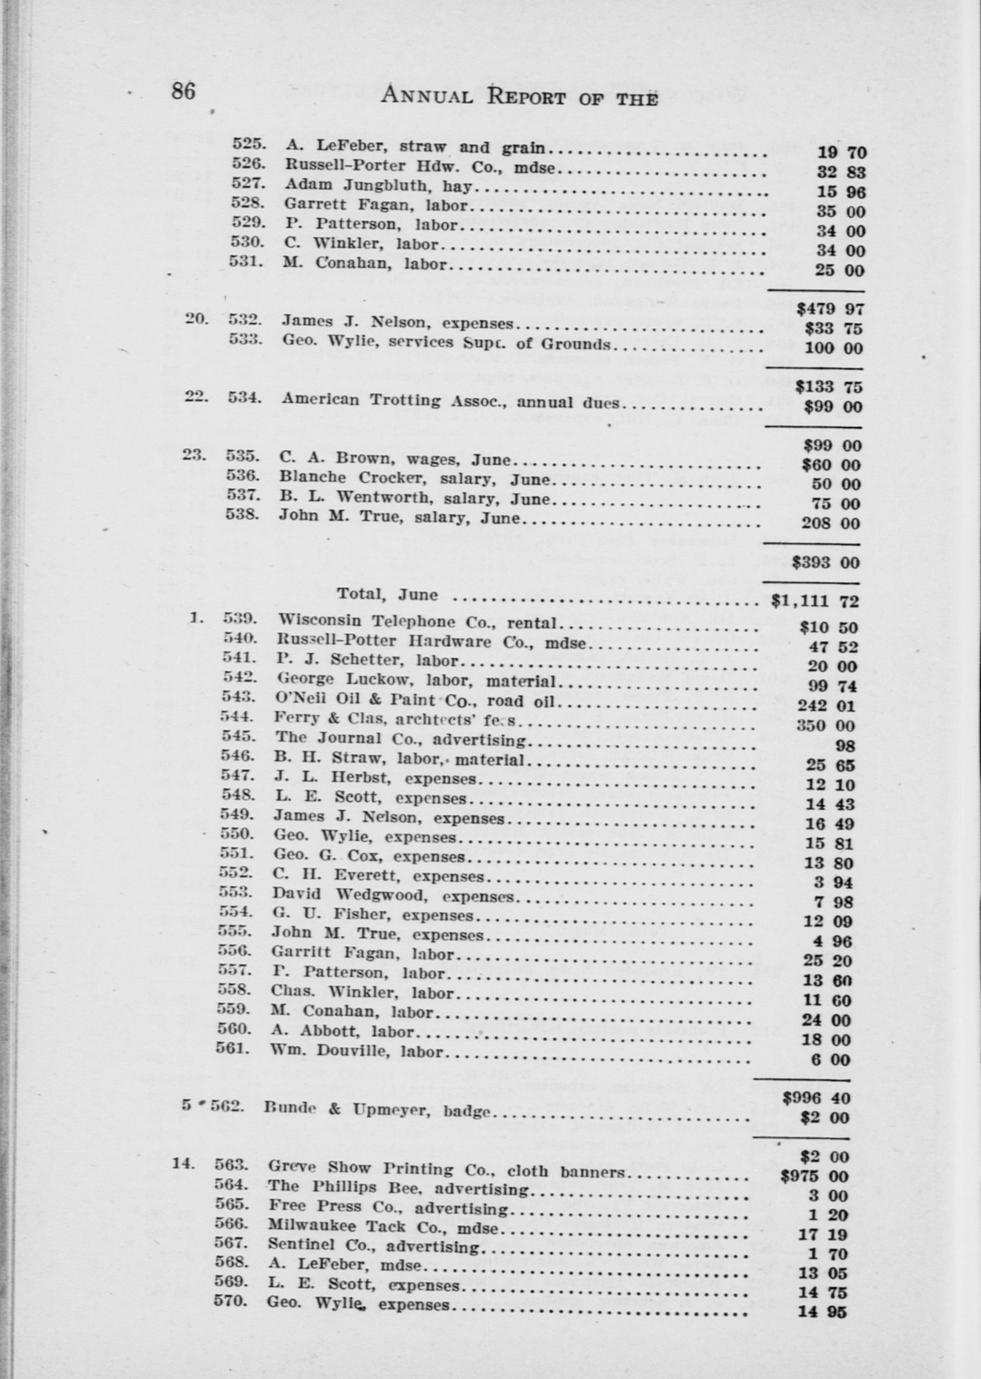 86 ANNUAL REPORT OF THE
525. A. LeFeber, straw and grain........................ 19 70
526. Russell-Porter Hdw. Co., mdse...................... 32 83
527. Adam Jungbluth, hay.............................. 15 96
528. Garrett Fagan, labor.............................. 35 00
529. P. Patterson, labor................................ 34 00
530. C. Winkler, labor................................. 34 00
531. M. Conahan, labor................................ 25 00
$479 97
20. 532. James J. Nelson, expenses......................... $33 75
533. Geo. Wylie, services Supt. of Grounds................ 100 00
$133 75
22. 534. American Trotting Assoc., annual dues............... $99 00
$99 00
23. 535. C. A. Brown, wages, June.......................... $60 00
536. Blanche Crocker, salary, June...................... 50 00
537. B. L. Wentworth, salary, June...................... 75 00
538. John M. True, salary, June......................... 208 00
$393 00
Total, June ................................ $1,111 72
1. 539. Wisconsin Telephone Co., rental..................... $10 50
540. Russell-Potter Hardware Co., mdse.................. 47 52
541. P. J. Schetter, labor............................... 20 00
542. George Luckow, labor, material..................... 99 74
543. O'Neil Oil & Paint Co., road oil..................... 242 01
544. Ferry & Clas, archtects' fees......................... 350 00
545. The Journal Co., advertising........................ 98
546. B. H. Straw, labor, material........................ 25 65
547. J. L. Herbst, expenses............................. 12 10
548. L. E. Scott, expenses.............................. 14 43
549. James J. Nelson, expenses.......................... 16 49
550. Geo. Wylie, expenses............................... 15 81
551. Geo. G. Cox, expenses.............................. 13 80
552. C. H. Everett, expenses............................ 3 94
553. David Wedgwood, expenses......................... 7 98
554. G. U. Fisher, expenses............................. 12 09
555. John M. True, expenses............................ 4 96
556. Garritt Fagan, labor............................... 25 20
557. P. Patterson, labor................................ 13 60
558. Chas. Winkler, labor............................... 11 60
559. M. Conahan, labor................................. 24 00
560. A. Abbott, labor................................... 18 00
561. Wm. Douville, labor................................ 6 00
$996 40
5 562. Bunde & Upmeyer, badge........................... $2 00
$2 00
14. 563. Greve Show Printing Co., cloth banners............. $975 00
564. The Phillips Bee, advertising....................... 3 00
565. Free Press Co., advertising......................... 1 20
566. Milwaukee Tack Co., mdse.......................... 17 19
567. Sentinel Co., advertising............................ 1 70
568. A. LeFeber, mdse.................................. 13 05
569. L. E. Scott, expenses............................... 14 75
570. Geo. Wylie, expenses............................... 14 95